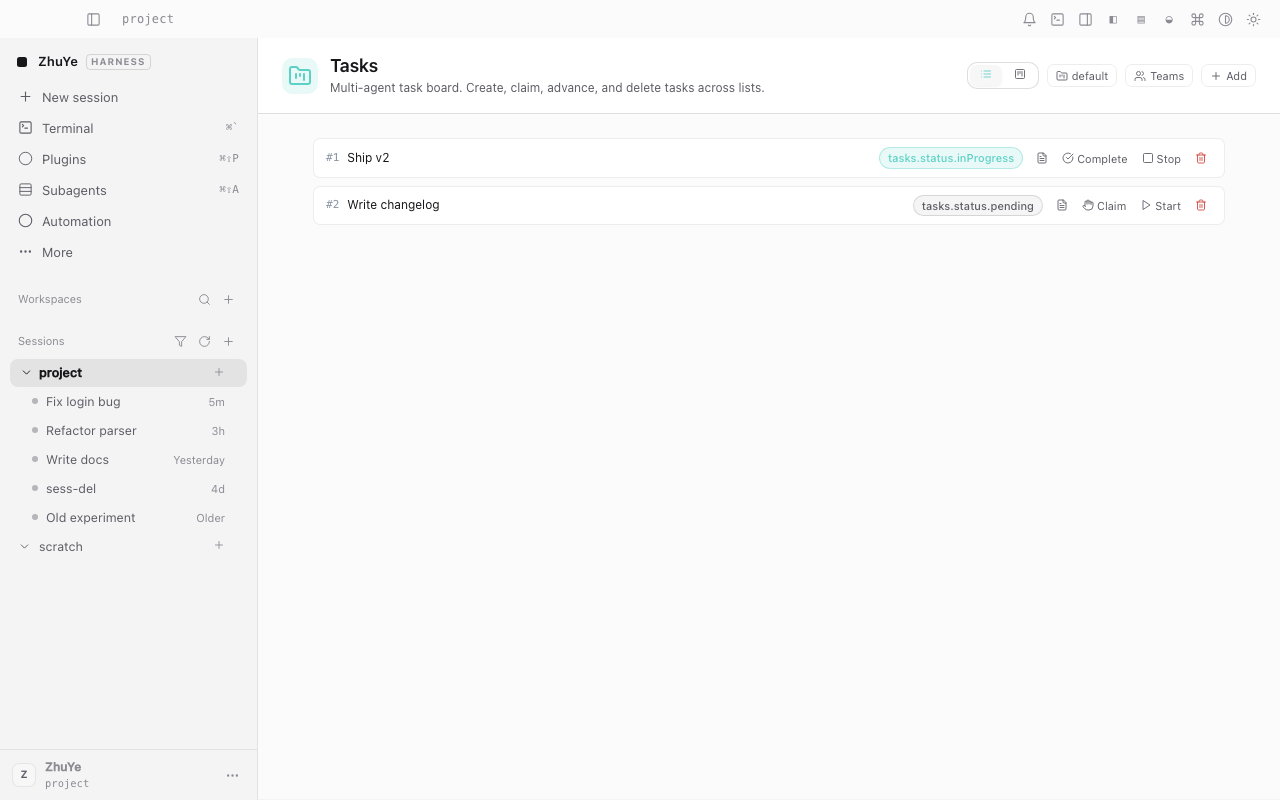 project
ZhuYe HARNESS
New session
Terminal ⌘`
Plugins ⌘⇧P
Subagents ⌘⇧A
Automation
More
Workspaces
Sessions
project
Fix login bug 5m
Refactor parser 3h
Write docs Yesterday
sess-del 4d
Old experiment Older
scratch
Z
ZhuYe
project
Tasks
Multi-agent task board. Create, claim, advance, and delete tasks across lists.
default Teams Add
#1 Ship v2 tasks.status.inProgress Complete Stop
#2 Write changelog tasks.status.pending Claim Start